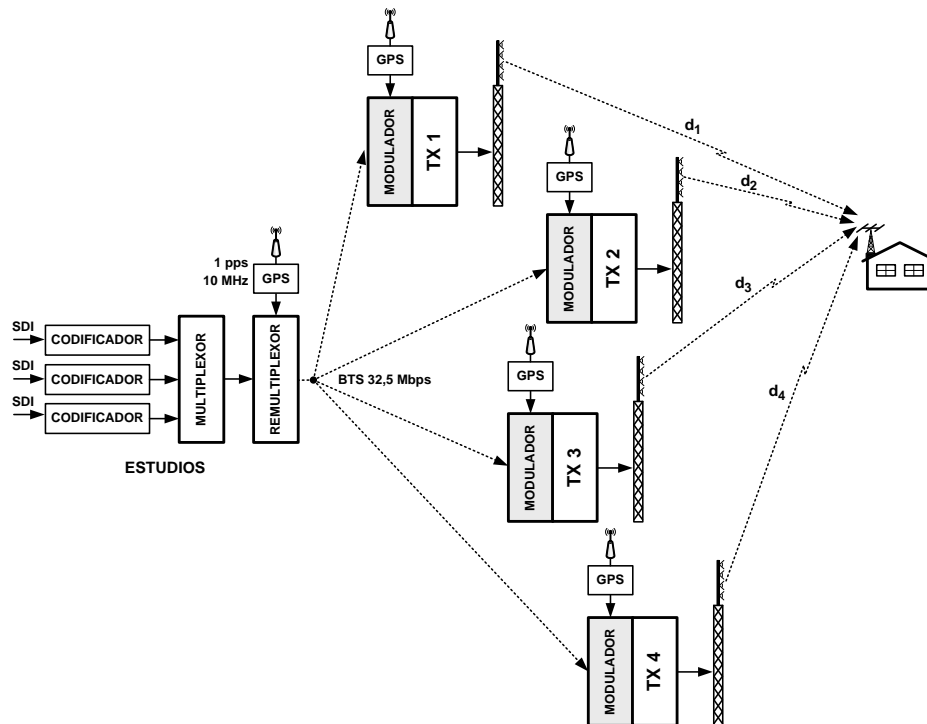 GPS
MODULADOR
TX 1
d1
GPS
MODULADOR
TX 2
d2
1 pps
10 MHz
GPS
SDI
CODIFICADOR
SDI
CODIFICADOR
SDI
CODIFICADOR
MULTIPLEXOR
REMULTIPLEXOR
BTS 32,5 Mbps
ESTUDIOS
GPS
MODULADOR
TX 3
d3
d4
GPS
MODULADOR
TX 4